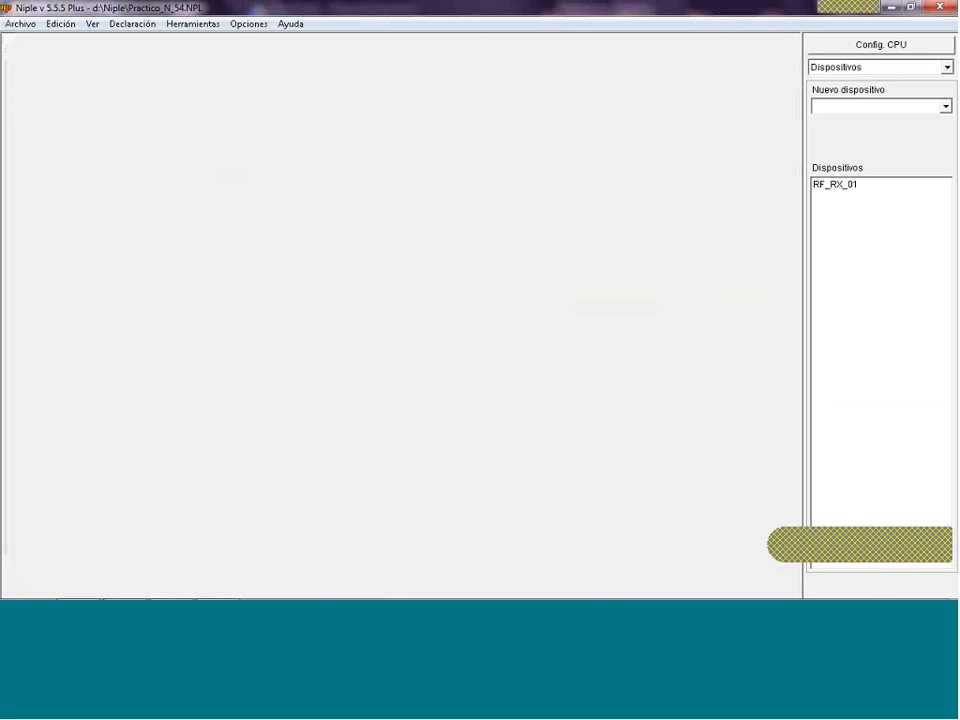 Niple v 5.5.5 Plus - d:\Niple\Practico_N_54.NPL
Archivo Edición Ver Declaración Herramientas Opciones Ayuda
Config. CPU
Dispositivos
Nuevo dispositivo
Dispositivos
RF_RX_01